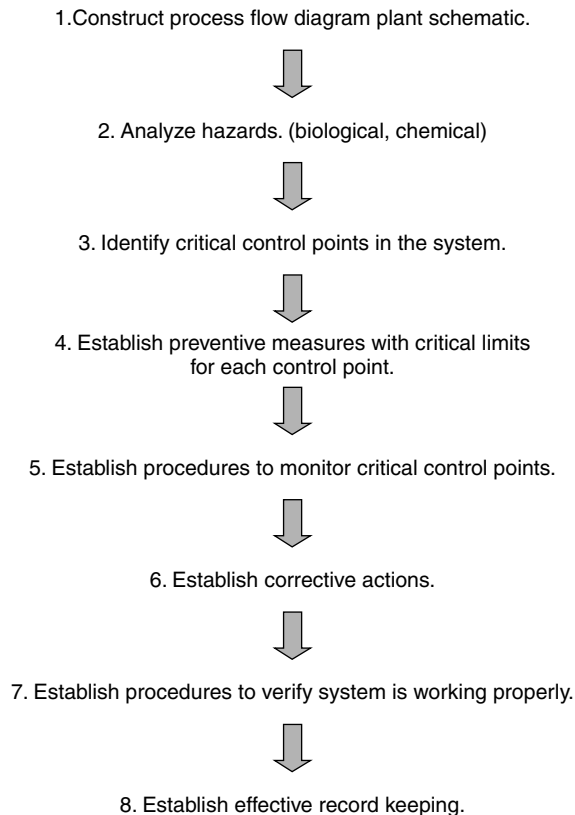 1.Construct process flow diagram plant schematic.
2. Analyze hazards. (biological, chemical)
3. Identify critical control points in the system.
4. Establish preventive measures with critical limits
for each control point.
5. Establish procedures to monitor critical control points.
6. Establish corrective actions.
7. Establish procedures to verify system is working properly.
8. Establish effective record keeping.